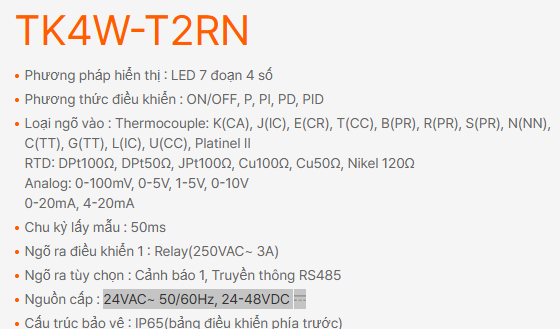 TK4W-T2RN
• Phương pháp hiển thị : LED 7 đoạn 4 số
• Phương thức điều khiển : ON/OFF, P, PI, PD, PID
• Loại ngõ vào : Thermocouple: K(CA), J(IC), E(CR), T(CC), B(PR), R(PR), S(PR), N(NN),
C(TT), G(TT), L(IC), U(CC), Platinel II
RTD: DPt100Ω, DPt50Ω, JPt100Ω, Cu100Ω, Cu50Ω, Nikel 120Ω
Analog: 0-100mV, 0-5V, 1-5V, 0-10V
0-20mA, 4-20mA
• Chu kỳ lấy mẫu : 50ms
• Ngõ ra điều khiển 1 : Relay(250VAC~ 3A)
• Ngõ ra tùy chọn : Cảnh báo 1, Truyền thông RS485
• Nguồn cấp : 24VAC~ 50/60Hz, 24-48VDC ⎓
• Cấu trúc bảo vệ : IP65(bảng điều khiển phía trước)